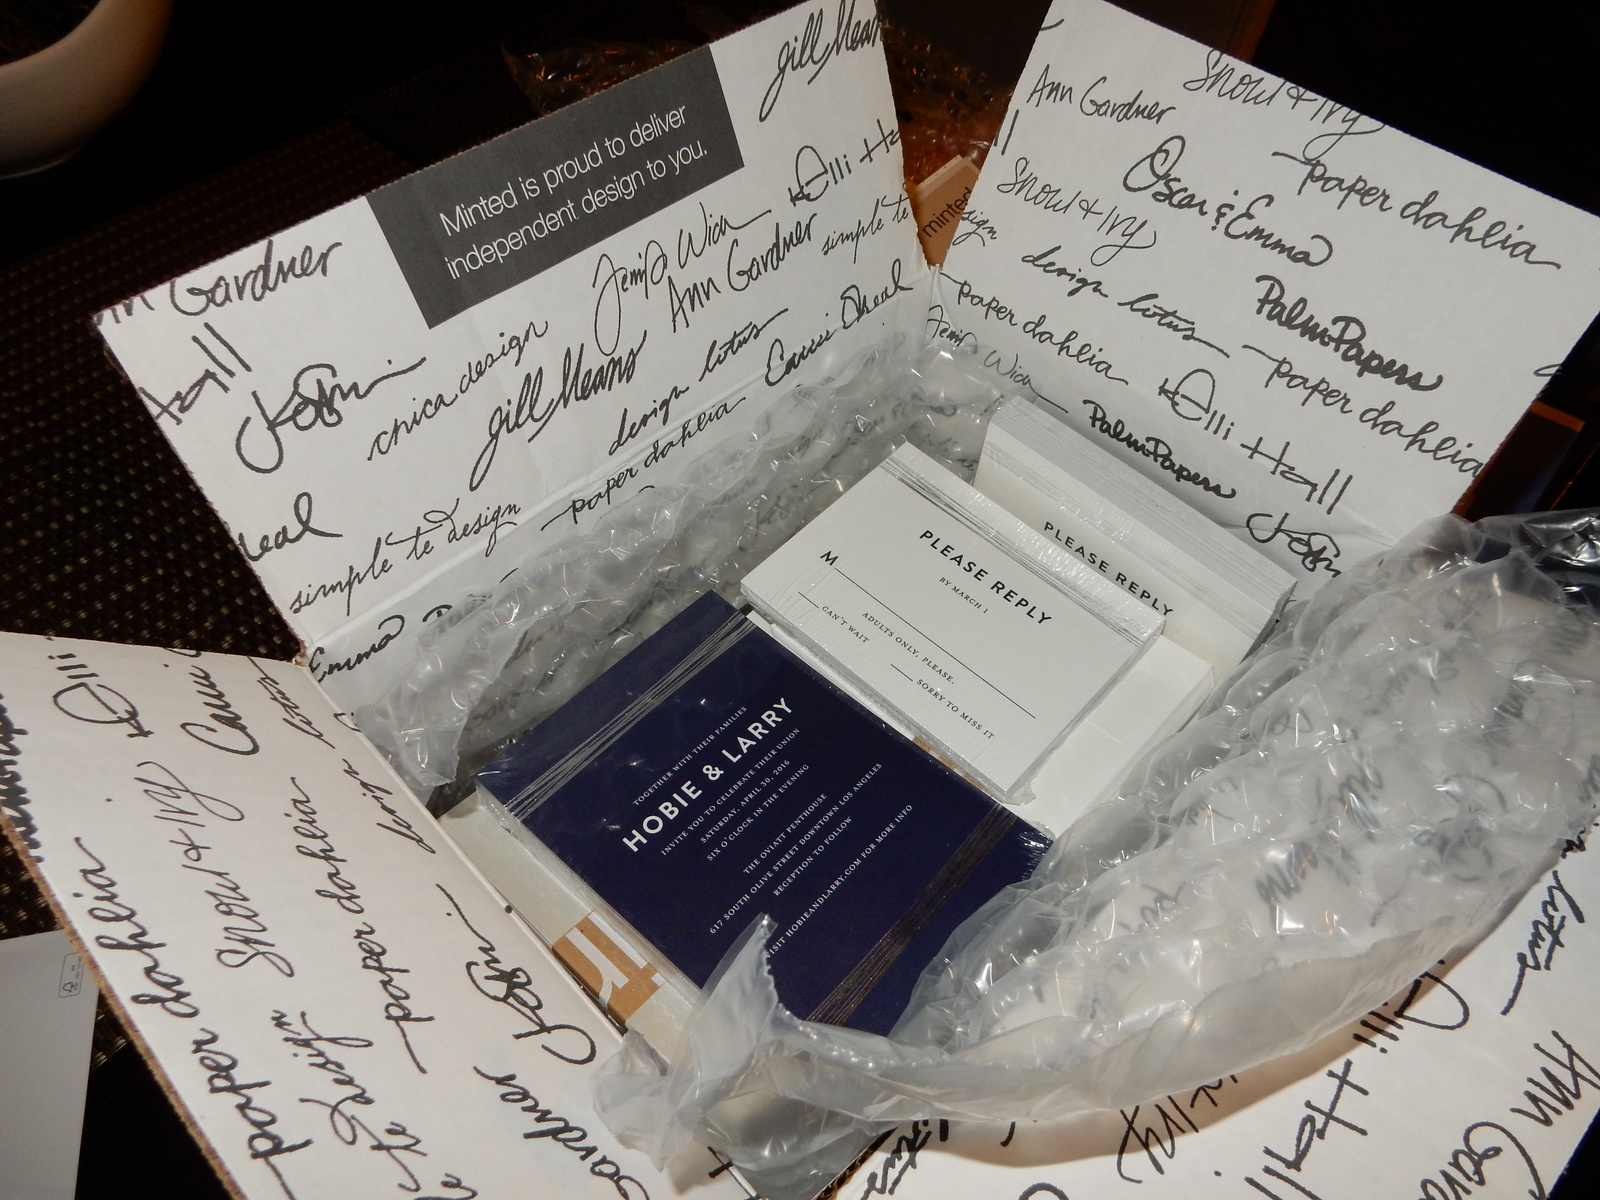 Minted is proud to deliver
independent design to you.
jill Means
Kelli Hall
Ann Gardner
simple te
chica design
jill Means
design lotus
paper dahlia
simple te design
Emma
minted
Ann Gardner
Snow & Ivy
paper dahlia
Oscar & Emma
Snow & Ivy
sign
design lotus
PalmPapers
paper dahlia
paper dahlia
Kelli Hall
PalmPapers
PLEASE REPLY
PLEASE REPLY
BY MARCH 1
M
ADULTS ONLY, PLEASE.
CAN'T WAIT
SORRY TO MISS IT
TOGETHER WITH THEIR FAMILIES
HOBIE & LARRY
INVITE YOU TO CELEBRATE THEIR UNION
SATURDAY, APRIL 30, 2016
SIX O'CLOCK IN THE EVENING
THE OVIATT PENTHOUSE
617 SOUTH OLIVE STREET DOWNTOWN LOS ANGELES
RECEPTION TO FOLLOW
VISIT HOBIEANDLARRY.COM FOR MORE INFO
paper dahlia
Snow & Ivy
paper dahlia
design
paper dahlia
te design
lotus
Ann